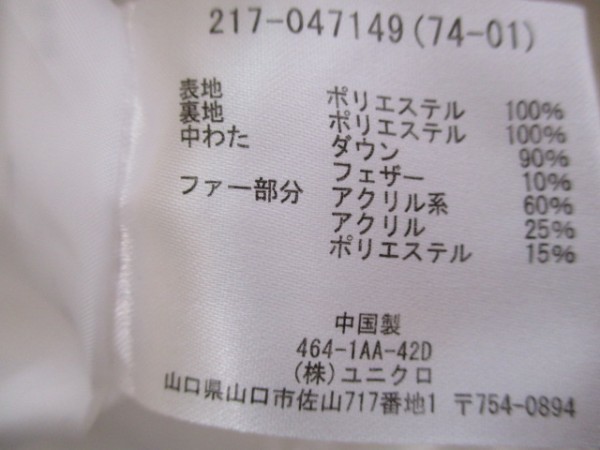 217-047149(74-01)
表地 ポリエステル 100%
裏地 ポリエステル 100%
中わた ダウン 90%
フェザー 10%
ファー部分 アクリル系 60%
アクリル 25%
ポリエステル 15%
中国製
464-1AA-42D
(株)ユニクロ
山口県山口市佐山717番地1 〒754-0894